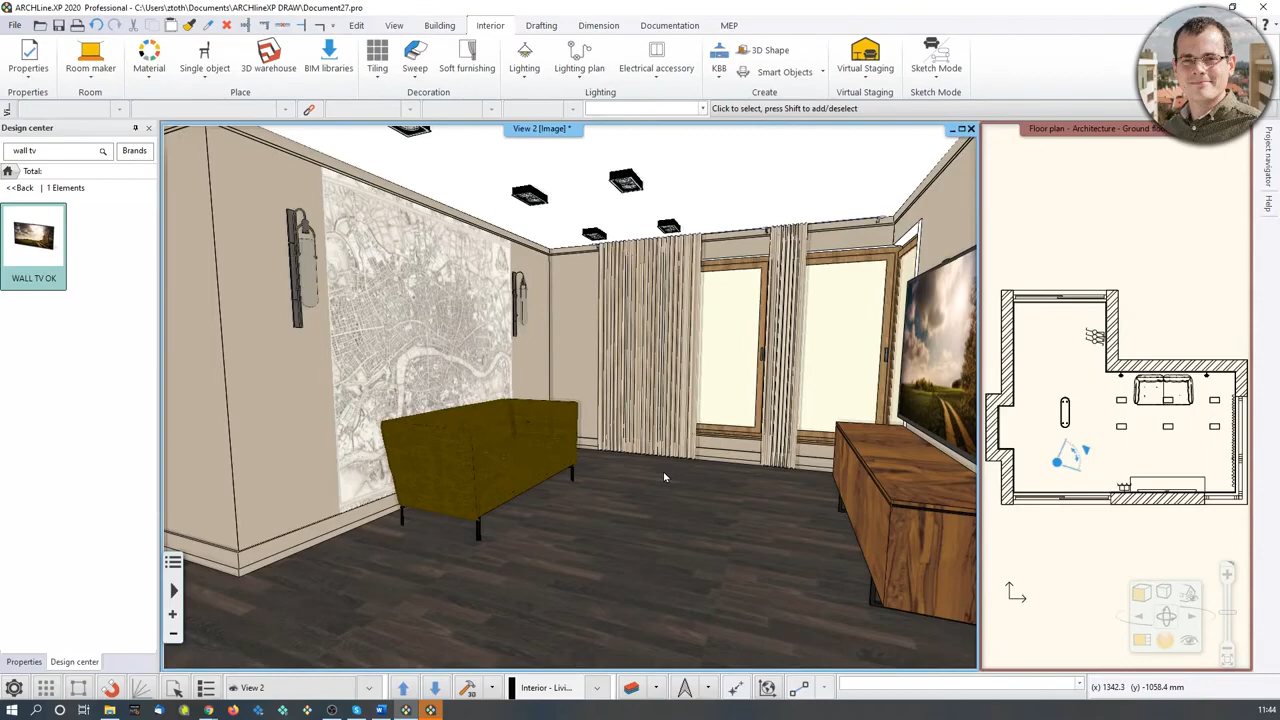 ARCHLine.XP 2020 Professional - C:\Users\ztoth\Documents\ARCHlineXP DRAW\Document27.pro
File Edit View Building Interior Drafting Dimension Documentation MEP
Properties Room maker Material Single object 3D warehouse BIM libraries Tiling Sweep Soft furnishing Lighting Lighting plan Electrical accessory KBB 3D Shape Smart Objects Virtual Staging Sketch Mode
Properties Room Place Decoration Lighting Create Virtual Staging Sketch Mode
Click to select, press Shift to add/deselect
Design center
View 2 [Image] *
Floor plan - Architecture - Ground
wall tv
Brands
Total:
<<Back
1 Elements
WALL TV OK
Project navigator
Help
Properties
Design center
View 2
Interior - Livi...
(x) 1342.3 (y) -1058.4 mm
11:44